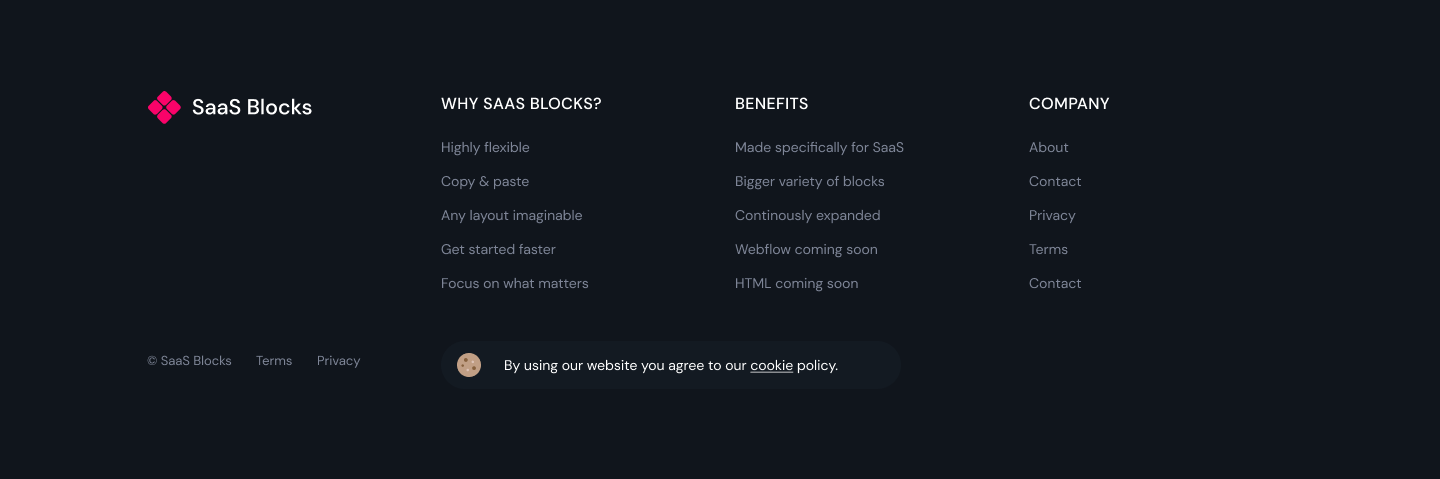 SaaS Blocks
WHY SAAS BLOCKS?
Highly flexible
Copy & paste
Any layout imaginable
Get started faster
Focus on what matters
BENEFITS
Made specifically for SaaS
Bigger variety of blocks
Continously expanded
Webflow coming soon
HTML coming soon
COMPANY
About
Contact
Privacy
Terms
Contact
© SaaS Blocks Terms Privacy
By using our website you agree to our cookie policy.